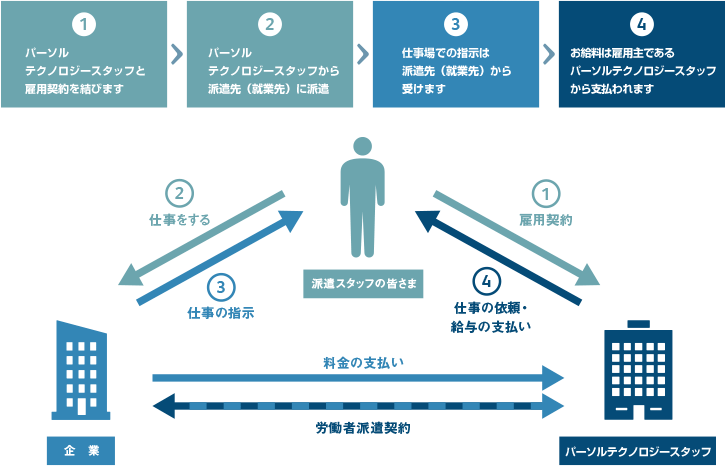 1
パーソル
テクノロジースタッフと
雇用契約を結びます
2
パーソル
テクノロジースタッフから
派遣先（就業先）に派遣
3
仕事場での指示は
派遣先（就業先）から
受けます
4
お給料は雇用主である
パーソルテクノロジースタッフ
から支払われます
2
仕事をする
1
雇用契約
3
仕事の指示
派遣スタッフの皆さま
4
仕事の依頼・
給与の支払い
料金の支払い
労働者派遣契約
企業
パーソルテクノロジースタッフ